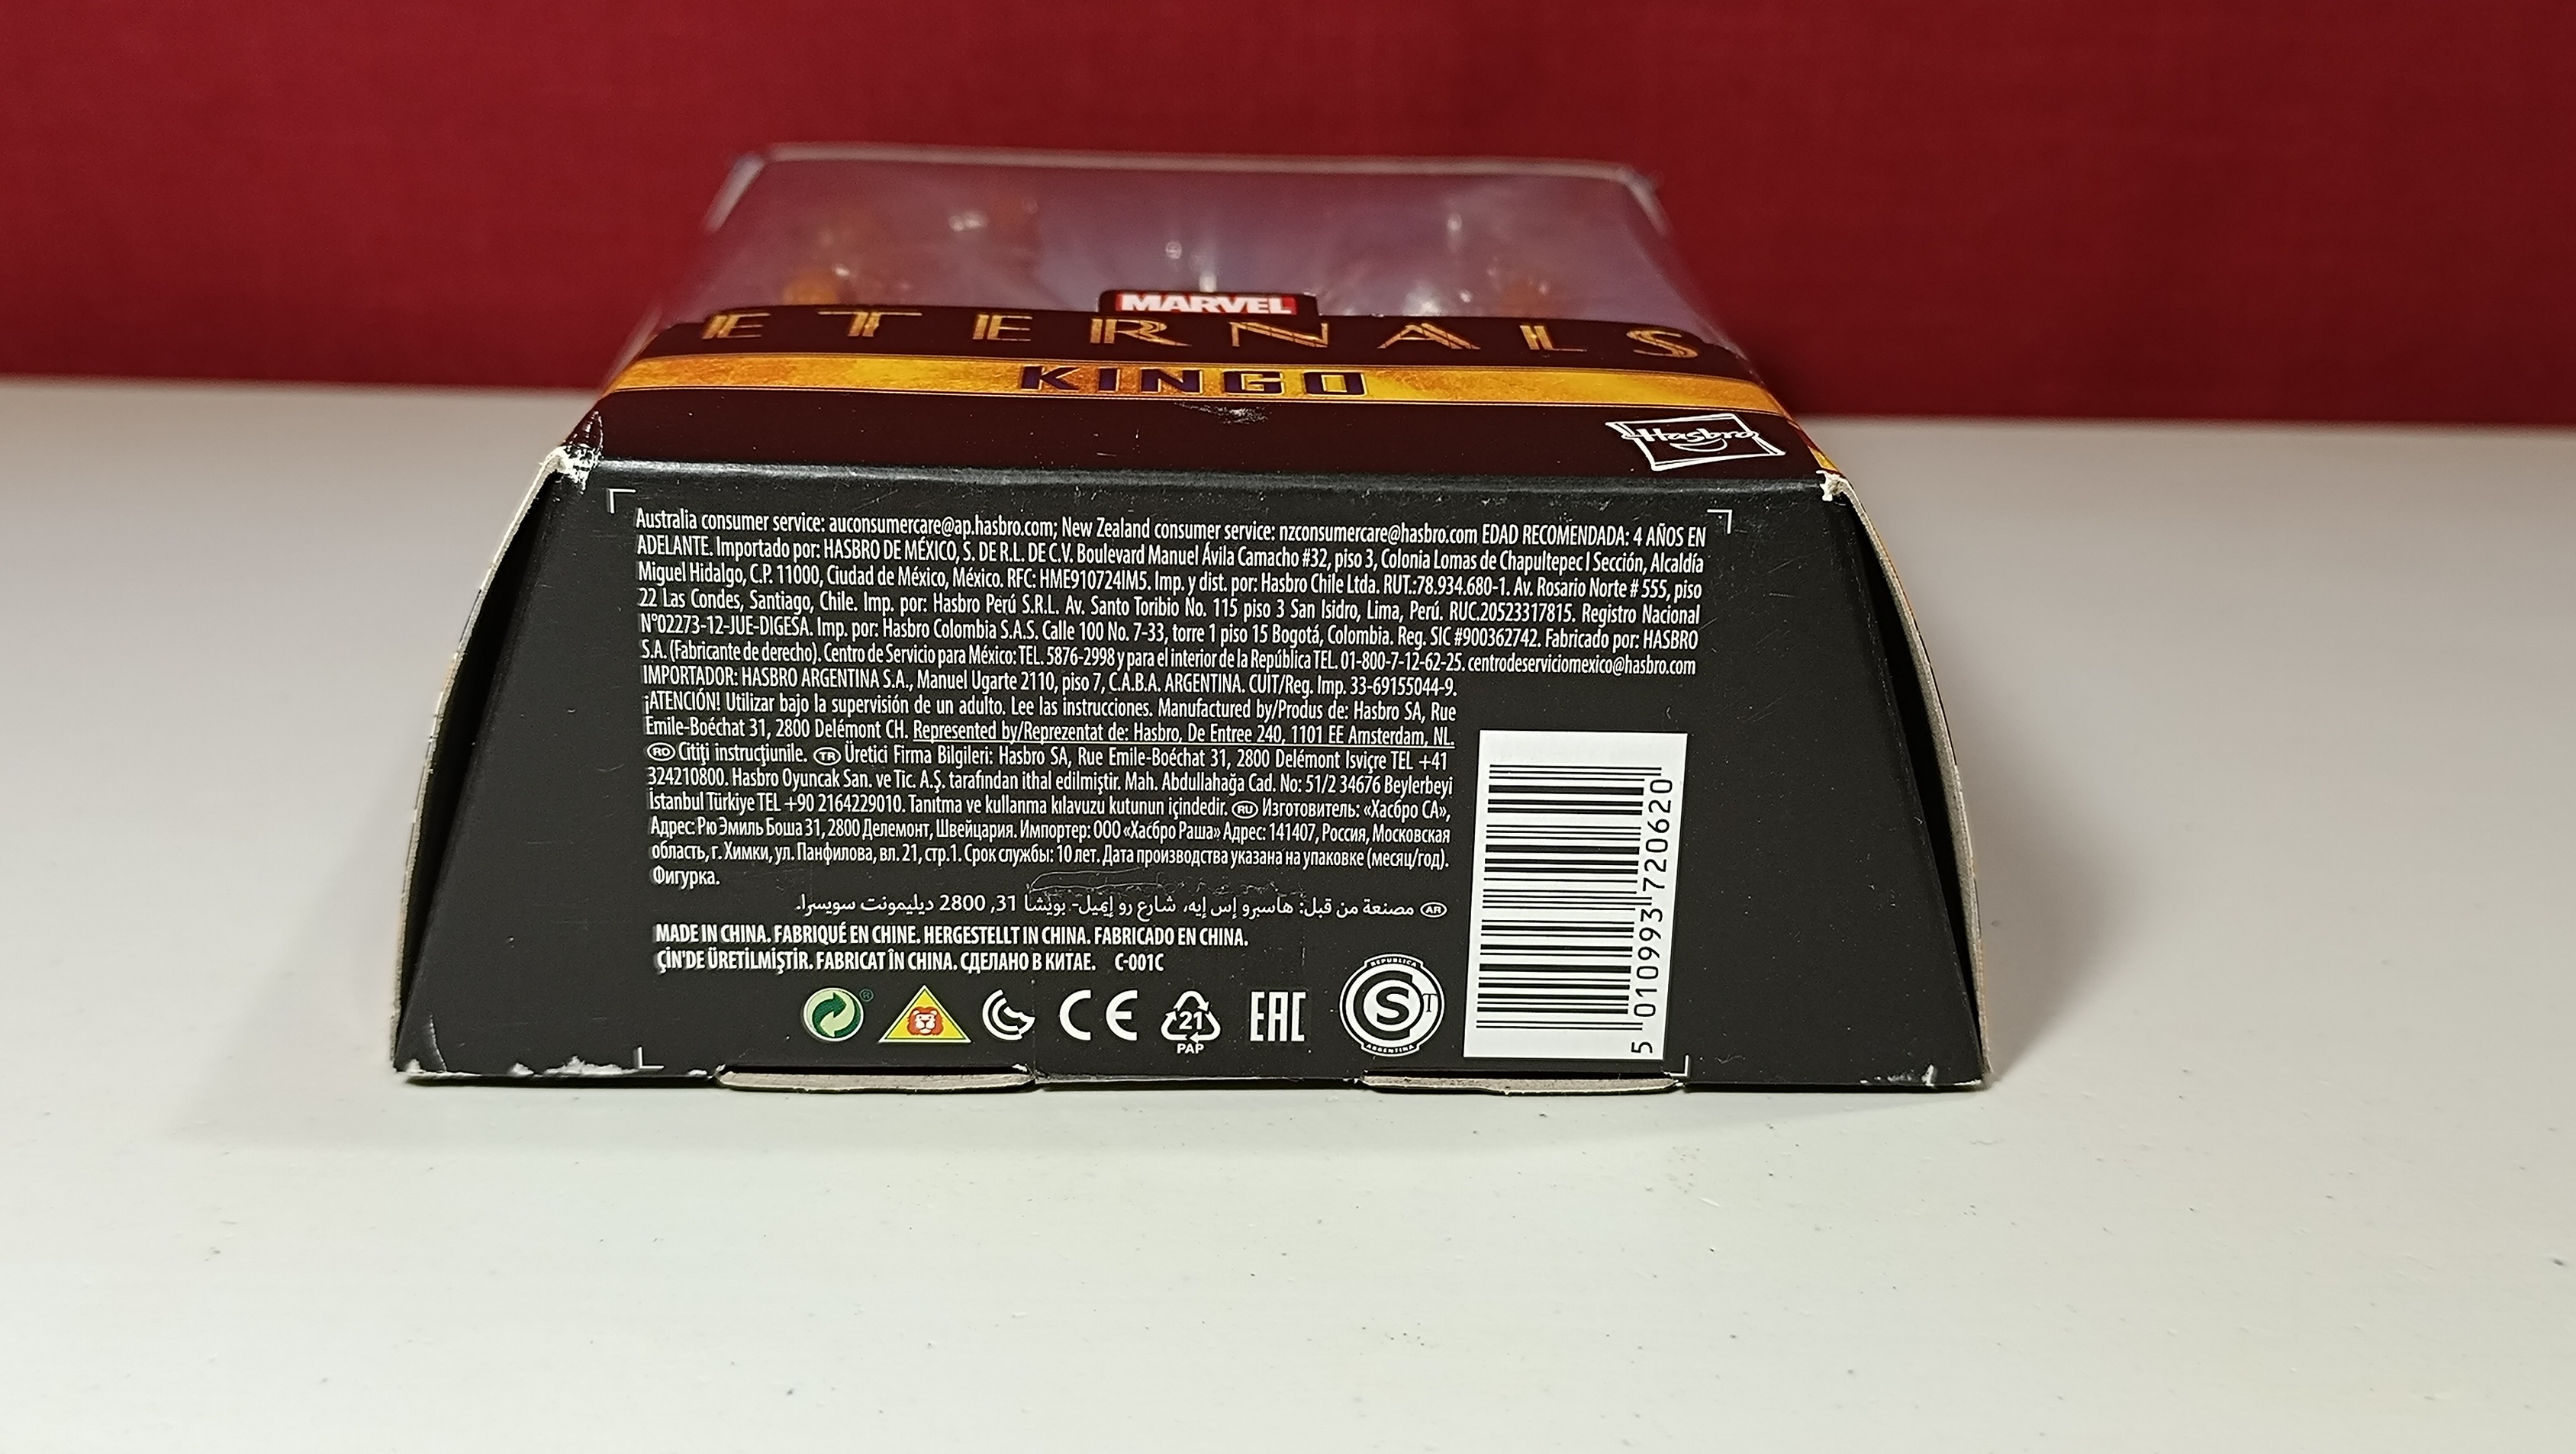 MARVEL
ETERNALS
KINGO
Hasbro
Australia consumer service: auconsumercare@ap.hasbro.com; New Zealand consumer service: nzconsumercare@hasbro.com EDAD RECOMENDADA: 4 AÑOS EN
ADELANTE. Importado por: HASBRO DE MÉXICO, S. DE R.L. DE C.V. Boulevard Manuel Ávila Camacho #32, piso 3, Colonia Lomas de Chapultepec I Sección, Alcaldía
Miguel Hidalgo, C.P. 11000, Ciudad de México, México. RFC: HME910724IM5. Imp. y dist. por: Hasbro Chile Ltda. RUT.:78.934.680-1. Av. Rosario Norte # 555, piso
22 Las Condes, Santiago, Chile. Imp. por: Hasbro Perú S.R.L. Av. Santo Toribio No. 115 piso 3 San Isidro, Lima, Perú. RUC.20523317815. Registro Nacional
N°02273-12-JUE-DIGESA. Imp. por: Hasbro Colombia S.A.S. Calle 100 No. 7-33, torre 1 piso 15 Bogotá, Colombia. Reg. SIC #900362742. Fabricado por: HASBRO
S.A. (Fabricante de derecho). Centro de Servicio para México: TEL. 5876-2998 y para el interior de la República TEL. 01-800-7-12-62-25. centrodeserviciomexico@hasbro.com
IMPORTADOR: HASBRO ARGENTINA S.A., Manuel Ugarte 2110, piso 7, C.A.B.A. ARGENTINA. CUIT/Reg. Imp. 33-69155044-9.
¡ATENCIÓN! Utilizar bajo la supervisión de un adulto. Lee las instrucciones. Manufactured by/Produs de: Hasbro SA, Rue
Emile-Boéchat 31, 2800 Delémont CH. Represented by/Reprezentat de: Hasbro, De Entree 240, 1101 EE Amsterdam, NL.
RO Citiţi instrucţiunile. TR Üretici Firma Bilgileri: Hasbro SA, Rue Emile-Boéchat 31, 2800 Delémont İsviçre TEL +41
324210800. Hasbro Oyuncak San. ve Tic. A.Ş. tarafından ithal edilmiştir. Mah. Abdullahağa Cad. No: 51/2 34676 Beylerbeyi
İstanbul Türkiye TEL +90 2164229010. Tanıtma ve kullanma kılavuzu kutunun içindedir. RU Изготовитель: «Хасбро СА»,
Адрес: Рю Эмиль Боша 31, 2800 Делемонт, Швейцария. Импортер: ООО «Хасбро Раша» Адрес: 141407, Россия, Московская
область, г. Химки, ул. Панфилова, вл. 21, стр.1. Срок службы: 10 лет. Дата производства указана на упаковке (месяц/год).
Фигурка.
AR مصنعة من قبل: هاسبرو إس إيه، شارع رو إيميل- بويشا 31, 2800 ديليمونت سويسرا.
MADE IN CHINA. FABRIQUÉ EN CHINE. HERGESTELLT IN CHINA. FABRICADO EN CHINA.
ÇİN'DE ÜRETİLMİŞTİR. FABRICAT ÎN CHINA. СДЕЛАНО В КИТАЕ. C-001C
CE
21
PAP
EAC
REPUBLICA
S T
ARGENTINA
5 010993 720620